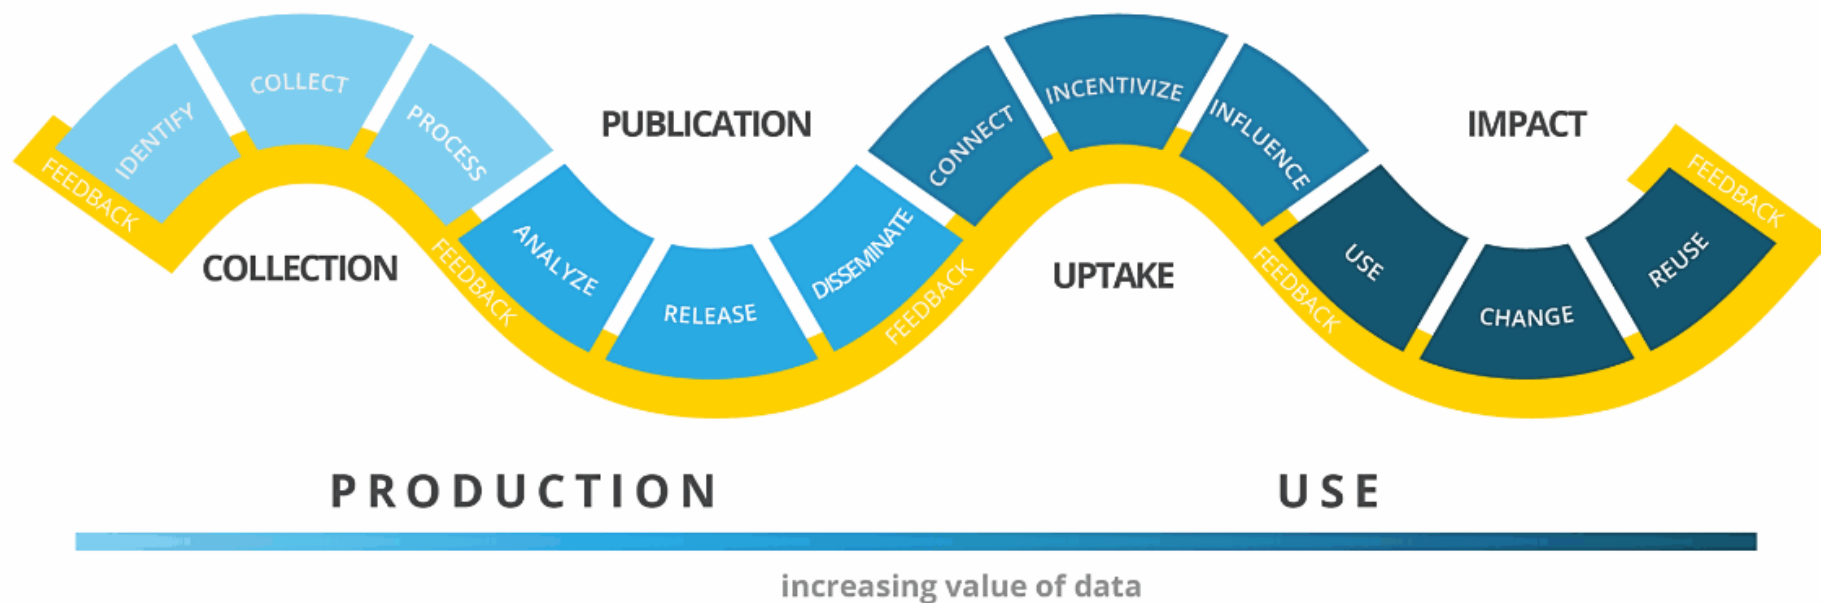 IDENTIFY
COLLECT
PROCESS
FEEDBACK
COLLECTION
PUBLICATION
ANALYZE
RELEASE
DISSEMINATE
FEEDBACK
FEEDBACK
CONNECT
INCENTIVIZE
INFLUENCE
UPTAKE
IMPACT
USE
CHANGE
REUSE
FEEDBACK
FEEDBACK
PRODUCTION
USE
increasing value of data